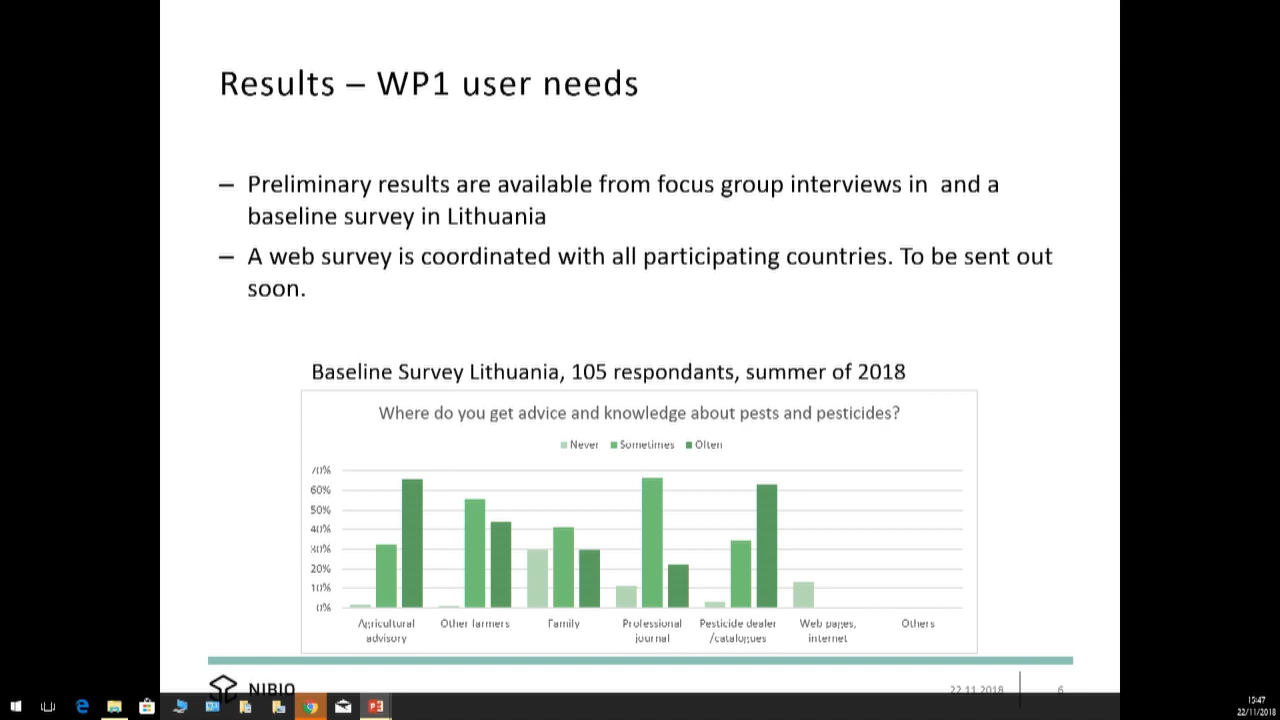 Results – WP1 user needs
– Preliminary results are available from focus group interviews in  and a
baseline survey in Lithuania
– A web survey is coordinated with all participating countries. To be sent out
soon.
Baseline Survey Lithuania, 105 respondants, summer of 2018
Where do you get advice and knowledge about pests and pesticides?
Never Sometimes Often
70%
60%
50%
40%
30%
20%
10%
0%
Agricultural advisory
Other farmers
Family
Professional journal
Pesticide dealer /catalogues
Web pages, internet
Others
NIBIO
22.11.2018
6
15:47
22/11/2018